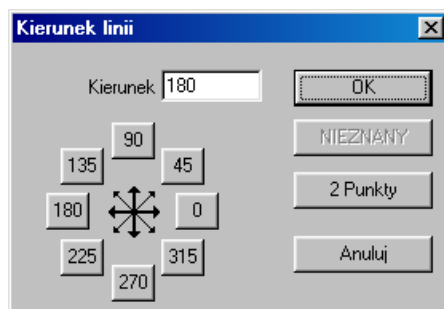 Kierunek linii
Kierunek 180
OK
NIEZNANY
2 Punkty
Anuluj
90
135 45
180 0
225 315
270